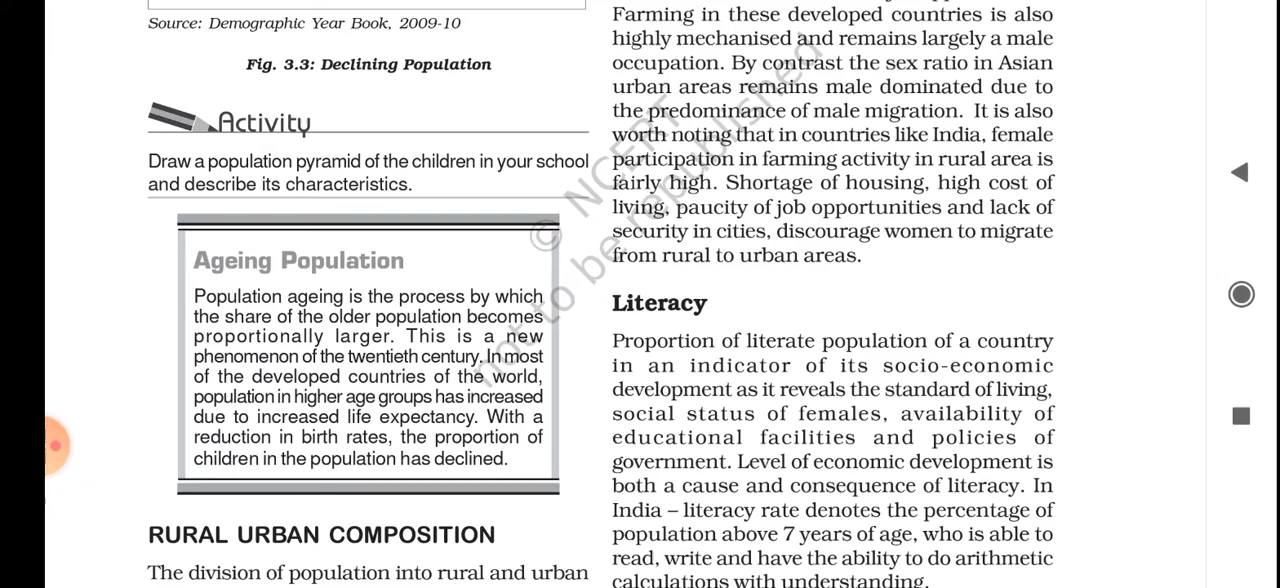 Source: Demographic Year Book, 2009-10
Fig. 3.3: Declining Population
Activity
Draw a population pyramid of the children in your school
and describe its characteristics.
Ageing Population
Population ageing is the process by which
the share of the older population becomes
proportionally larger. This is a new
phenomenon of the twentieth century. In most
of the developed countries of the world,
population in higher age groups has increased
due to increased life expectancy. With a
reduction in birth rates, the proportion of
children in the population has declined.
RURAL URBAN COMPOSITION
The division of population into rural and urban
Farming in these developed countries is also
highly mechanised and remains largely a male
occupation. By contrast the sex ratio in Asian
urban areas remains male dominated due to
the predominance of male migration. It is also
worth noting that in countries like India, female
participation in farming activity in rural area is
fairly high. Shortage of housing, high cost of
living, paucity of job opportunities and lack of
security in cities, discourage women to migrate
from rural to urban areas.
Literacy
Proportion of literate population of a country
in an indicator of its socio-economic
development as it reveals the standard of living,
social status of females, availability of
educational facilities and policies of
government. Level of economic development is
both a cause and consequence of literacy. In
India – literacy rate denotes the percentage of
population above 7 years of age, who is able to
read, write and have the ability to do arithmetic
calculations with understanding.
© NCERT
not to be republished